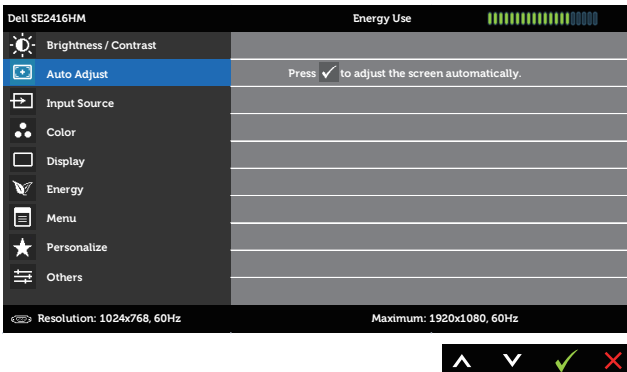 Dell SE2416HM Energy Use
Brightness / Contrast
Auto Adjust Press to adjust the screen automatically.
Input Source
Color
Display
Energy
Menu
Personalize
Others
Resolution: 1024x768, 60Hz Maximum: 1920x1080, 60Hz